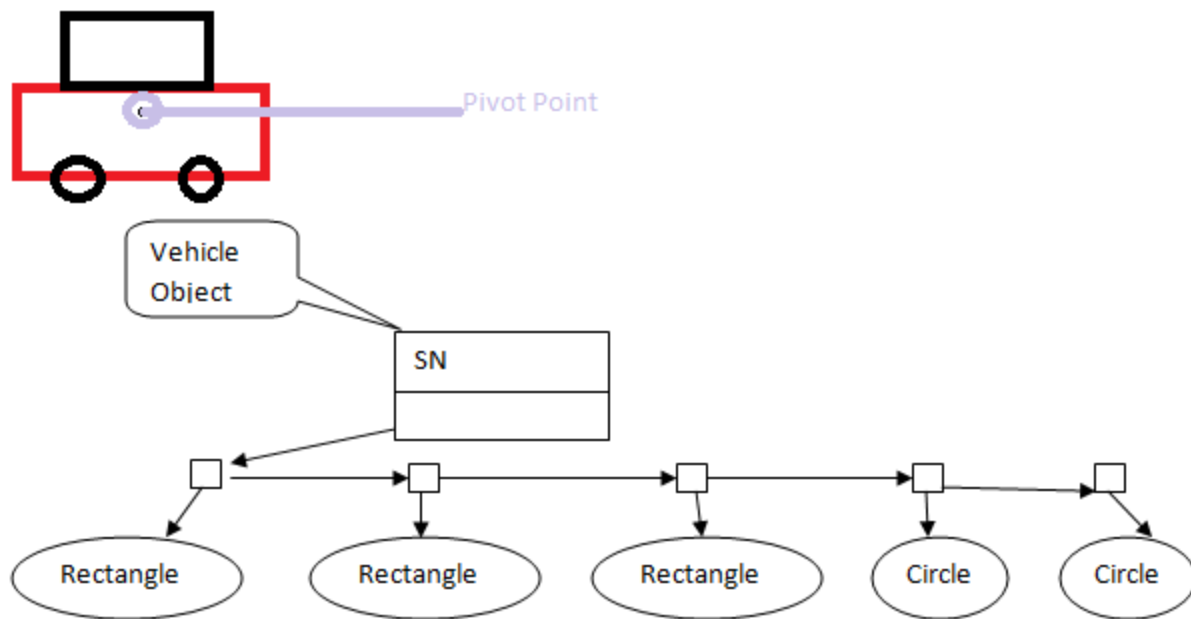 Pivot Point
Vehicle
Object
SN
Rectangle
Rectangle
Rectangle
Circle
Circle